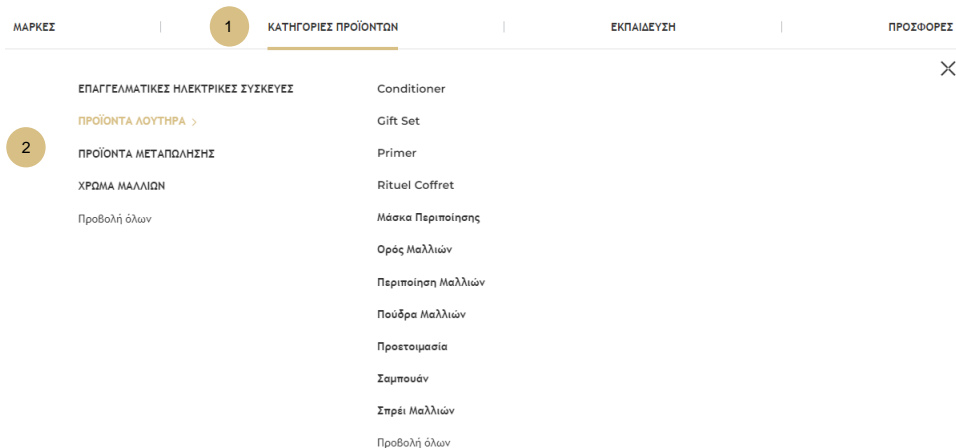 ΜΑΡΚΕΣ
1
ΚΑΤΗΓΟΡΙΕΣ ΠΡΟΪΟΝΤΩΝ
ΕΚΠΑΙΔΕΥΣΗ
ΠΡΟΣΦΟΡΕΣ
2
ΕΠΑΓΓΕΛΜΑΤΙΚΕΣ ΗΛΕΚΤΡΙΚΕΣ ΣΥΣΚΕΥΕΣ
ΠΡΟΪΟΝΤΑ ΛΟΥΤΗΡΑ >
ΠΡΟΪΟΝΤΑ ΜΕΤΑΠΩΛΗΣΗΣ
ΧΡΩΜΑ ΜΑΛΛΙΩΝ
Προβολή όλων
Conditioner
Gift Set
Primer
Rituel Coffret
Μάσκα Περιποίησης
Ορός Μαλλιών
Περιποίηση Μαλλιών
Πούδρα Μαλλιών
Προετοιμασία
Σαμπουάν
Σπρέι Μαλλιών
Προβολή όλων